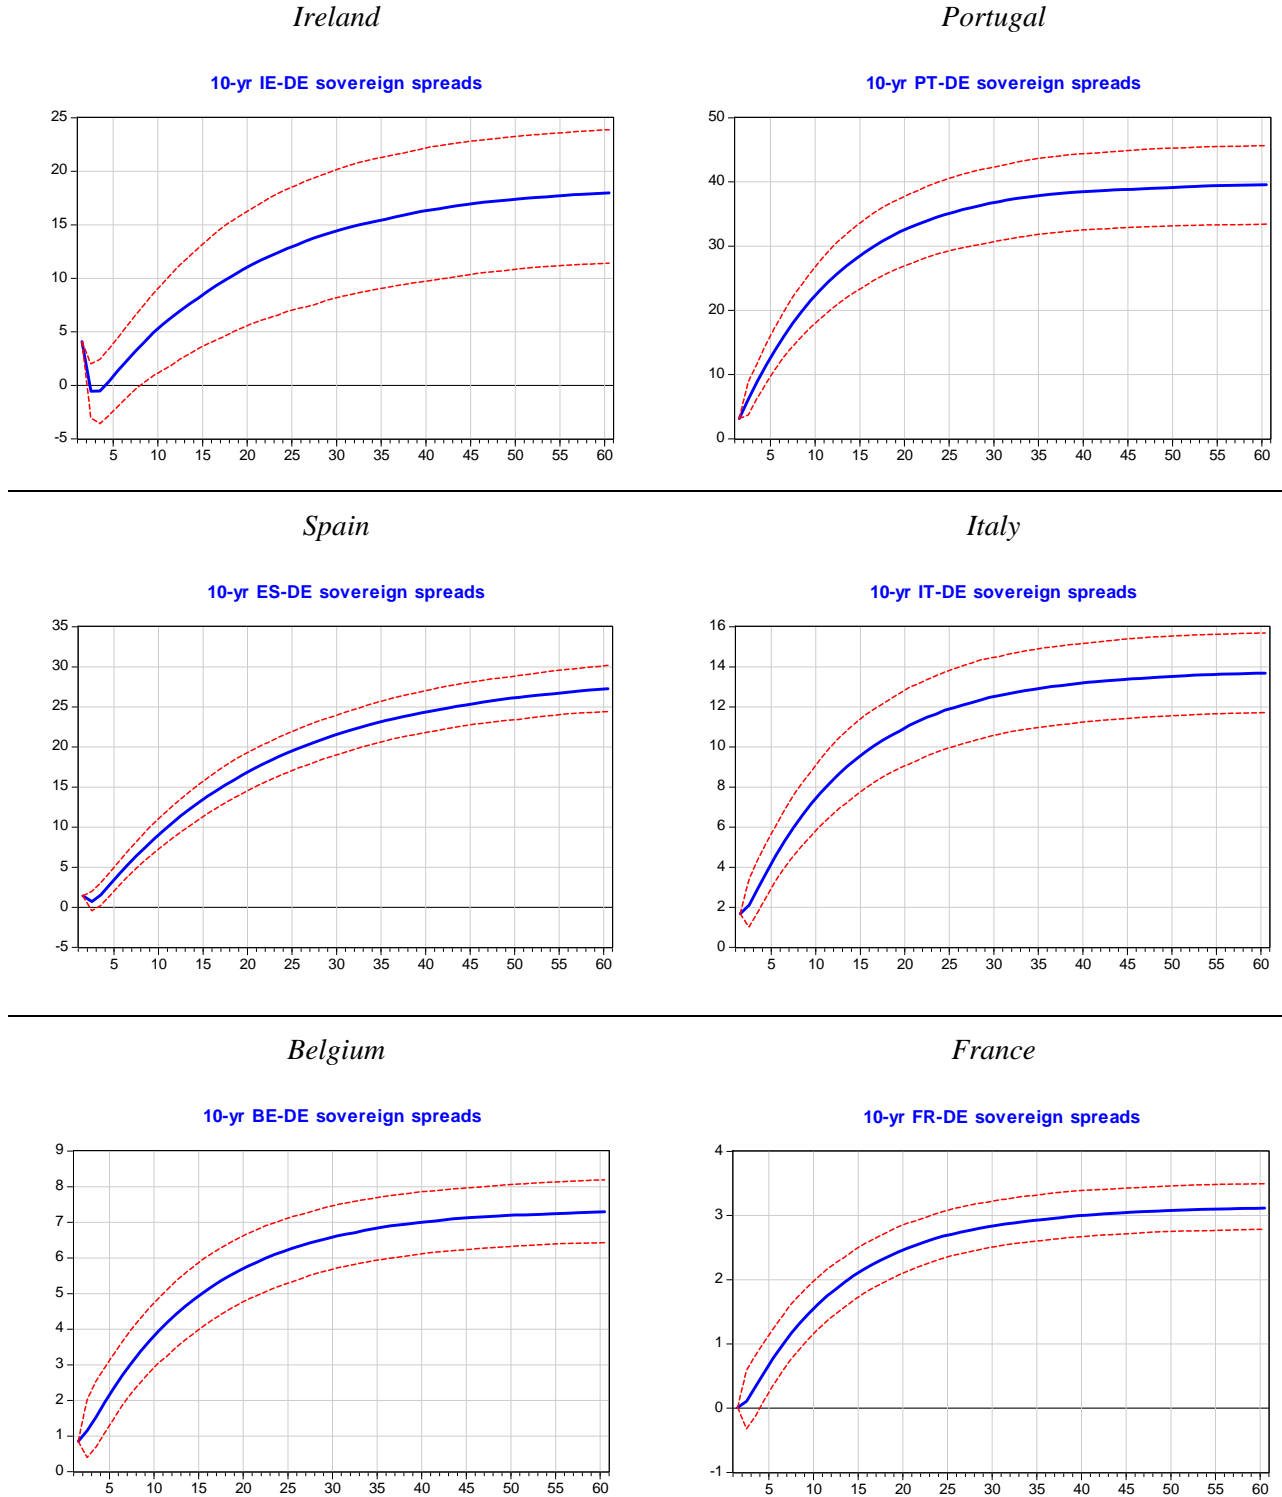 Ireland
Portugal
10-yr IE-DE sovereign spreads
10-yr PT-DE sovereign spreads
25
20
15
10
5
0
-5
5 10 15 20 25 30 35 40 45 50 55 60
50
40
30
20
10
0
5 10 15 20 25 30 35 40 45 50 55 60
Spain
Italy
10-yr ES-DE sovereign spreads
10-yr IT-DE sovereign spreads
35
30
25
20
15
10
5
0
-5
5 10 15 20 25 30 35 40 45 50 55 60
16
14
12
10
8
6
4
2
0
5 10 15 20 25 30 35 40 45 50 55 60
Belgium
France
10-yr BE-DE sovereign spreads
10-yr FR-DE sovereign spreads
9
8
7
6
5
4
3
2
1
0
5 10 15 20 25 30 35 40 45 50 55 60
4
3
2
1
0
-1
5 10 15 20 25 30 35 40 45 50 55 60